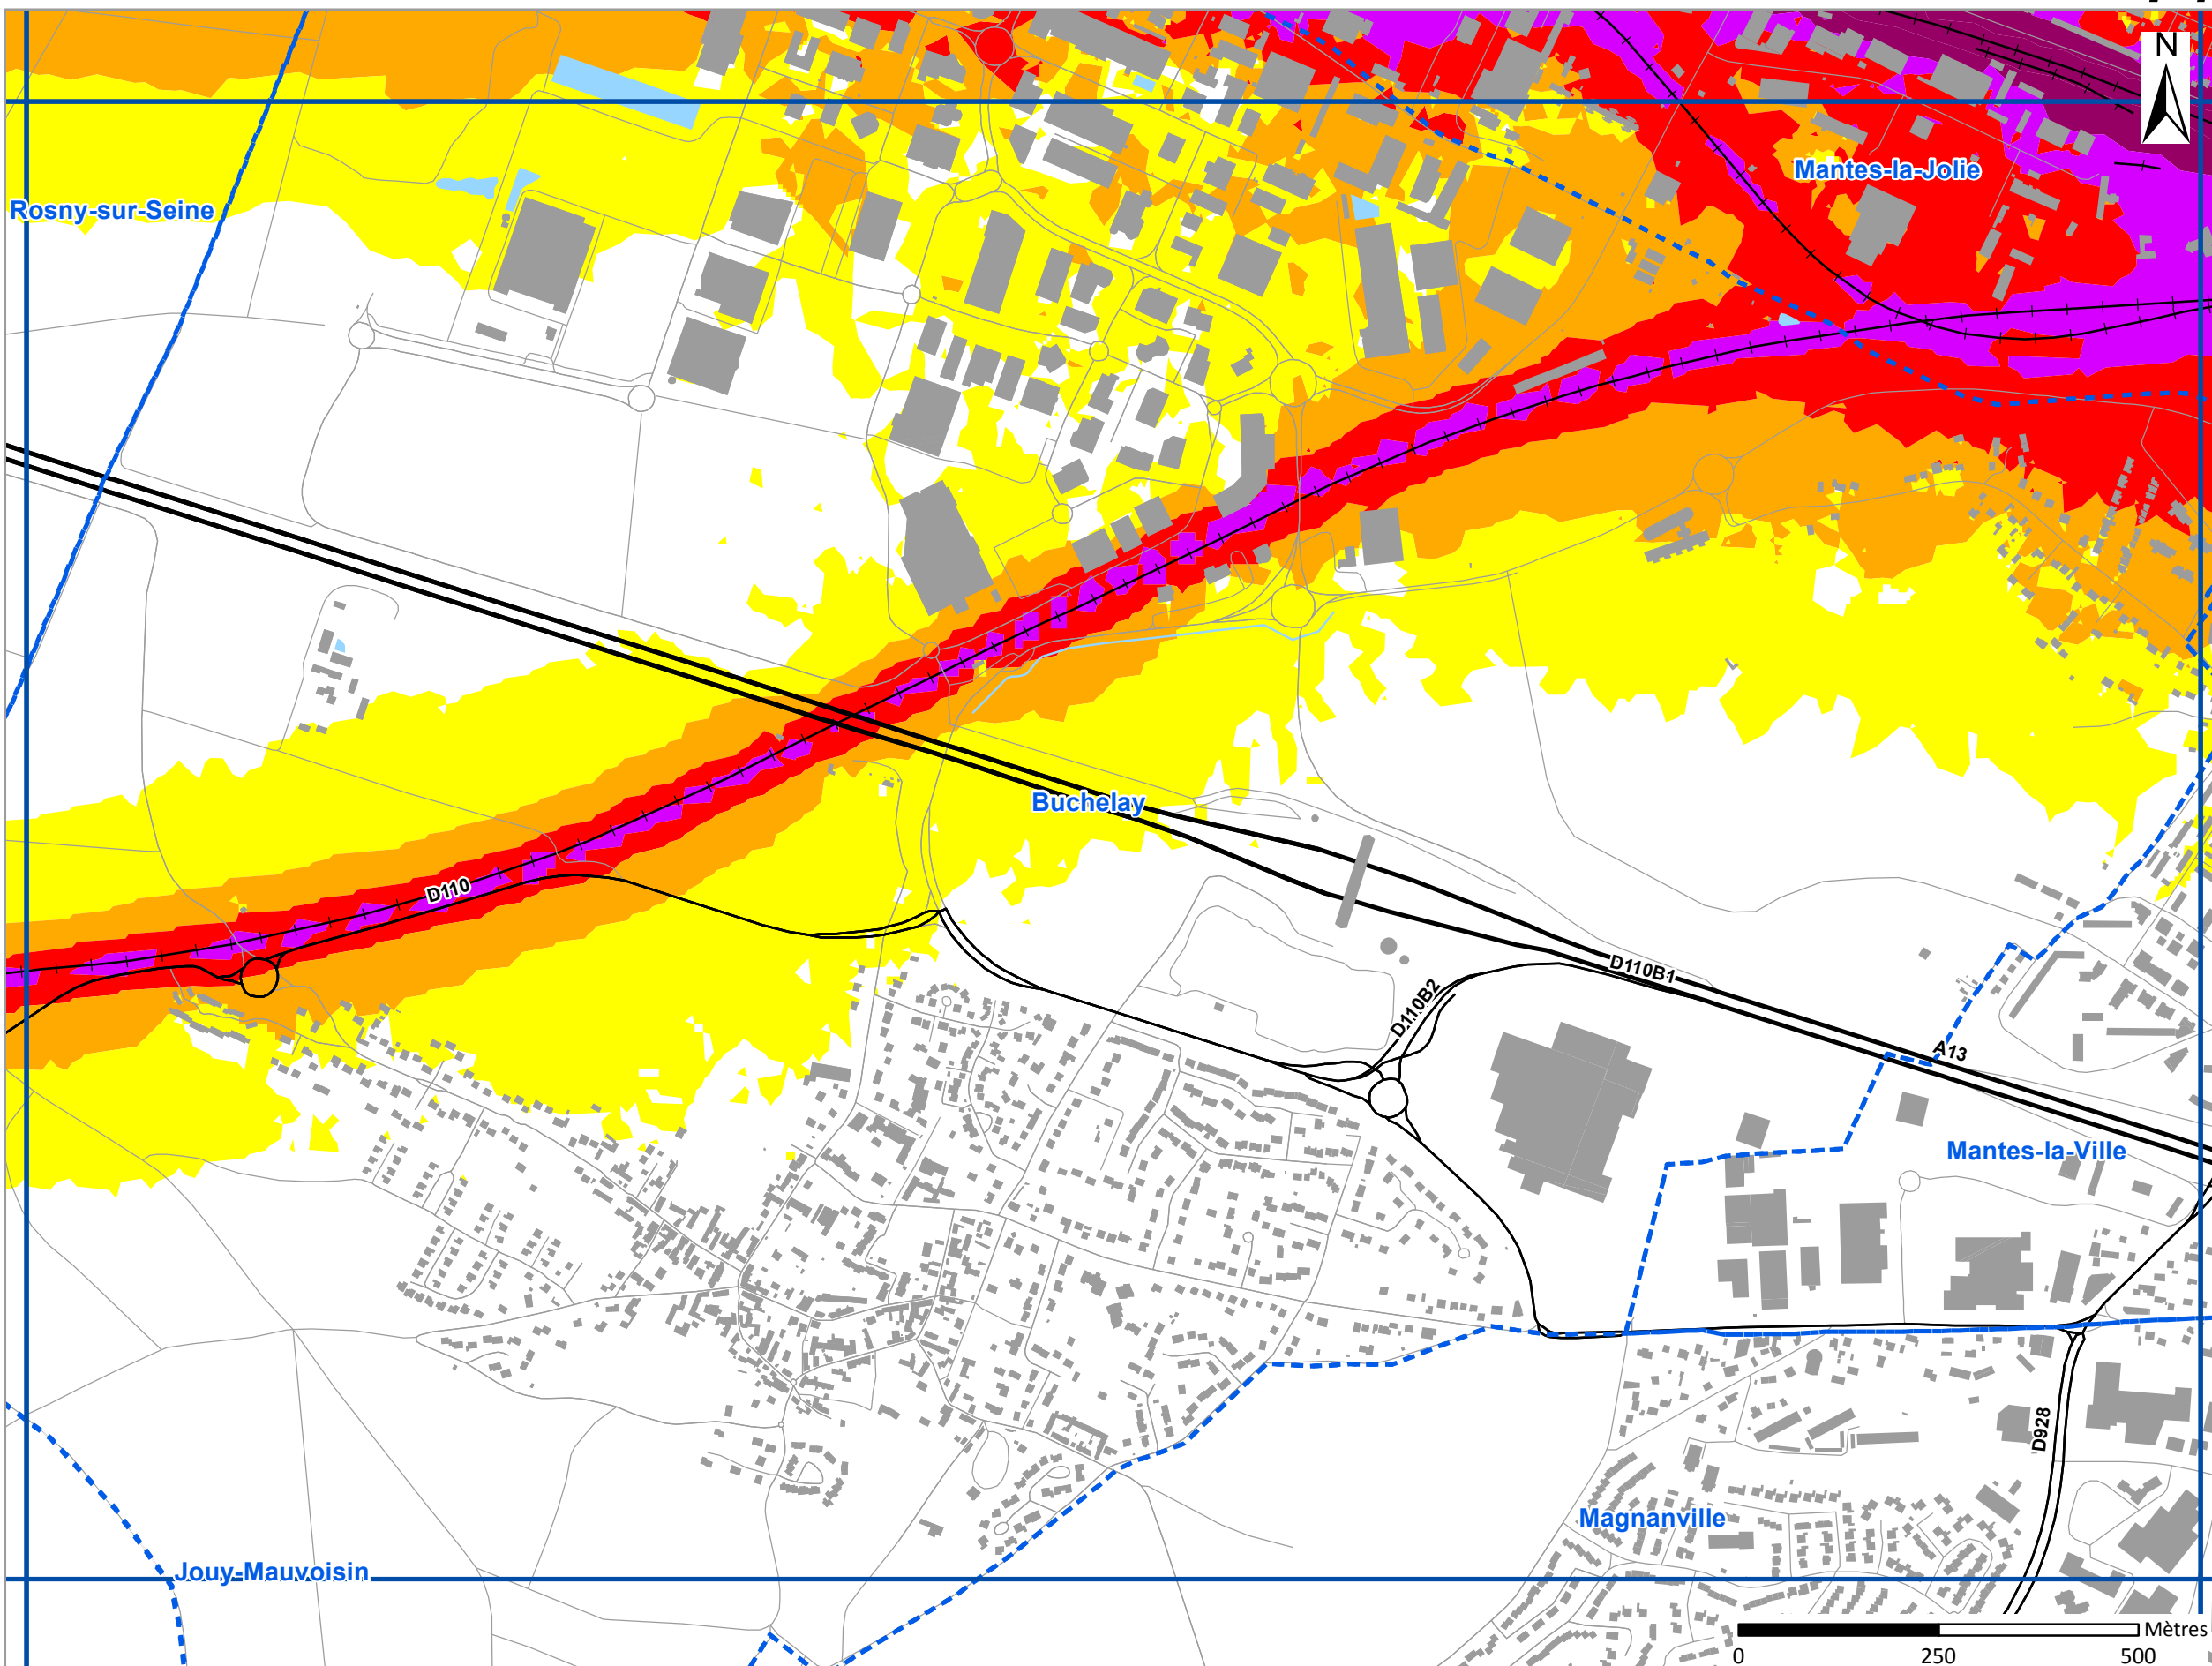 N
Mantes-la-Jolie
Rosny-sur-Seine
Buchelay
D110
D110B1
D110B2
A13
Mantes-la-Ville
D928
Magnanville
Jouy-Mauvoisin
Mètres
0 250 500